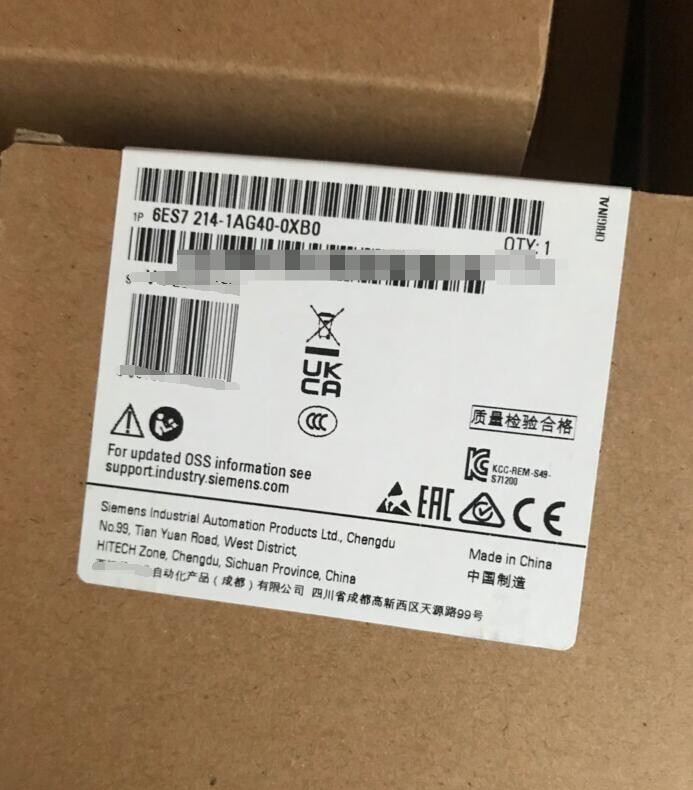 ORIGINAL
1P 6ES7 214-1AG40-0XB0
QTY: 1
S
UK
CA
CCC
质量检验合格
For updated OSS information see
support.industry.siemens.com
KCC-REM-S49-
S71200
EAC
CE
Siemens Industrial Automation Products Ltd., Chengdu
No.99, Tian Yuan Road, West District,
HITECH Zone, Chengdu, Sichuan Province, China
自动化产品（成都）有限公司 四川省成都高新西区天源路99号
Made in China
中国制造